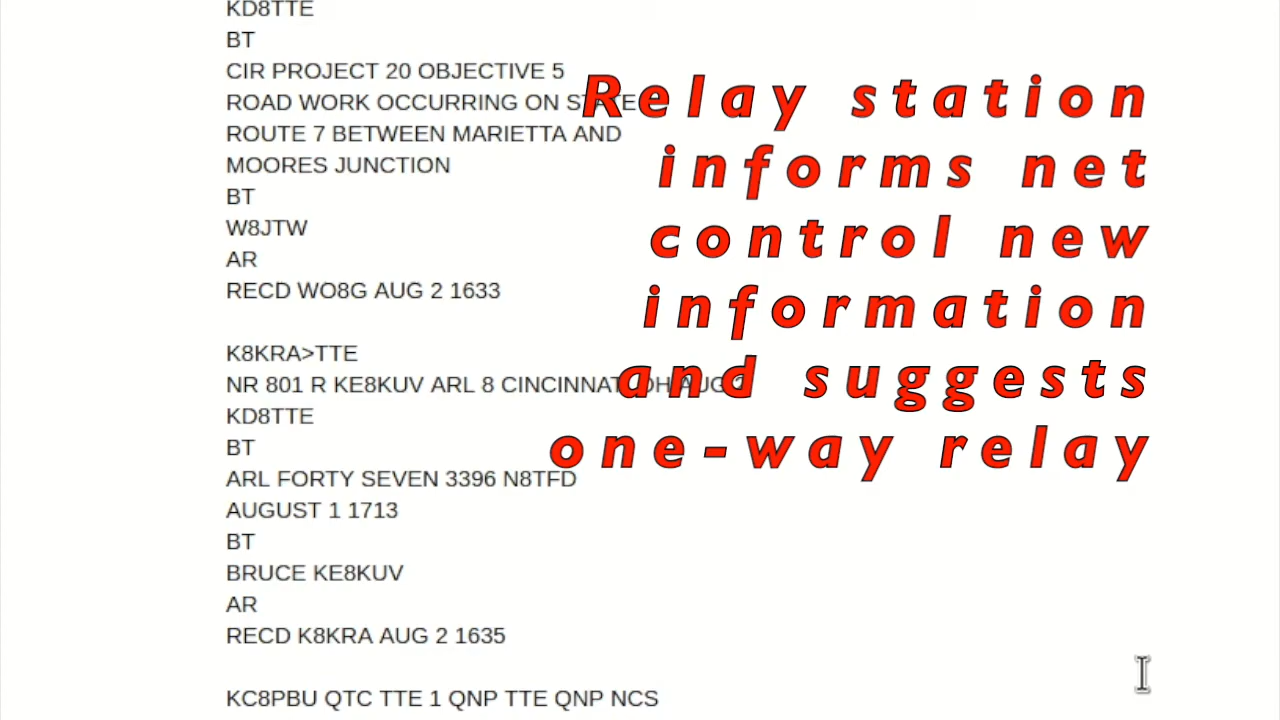 KD8TTE
BT
CIR PROJECT 20 OBJECTIVE 5
ROAD WORK OCCURRING ON STATE
ROUTE 7 BETWEEN MARIETTA AND
MOORES JUNCTION
BT
W8JTW
AR
RECD WO8G AUG 2 1633
K8KRA>TTE
NR 801 R KE8KUV ARL 8 CINCINNATI OH AUG 2
KD8TTE
BT
ARL FORTY SEVEN 3396 N8TFD
AUGUST 1 1713
BT
BRUCE KE8KUV
AR
RECD K8KRA AUG 2 1635
KC8PBU QTC TTE 1 QNP TTE QNP NCS
Relay station
informs net
control new
information
and suggests
one-way relay